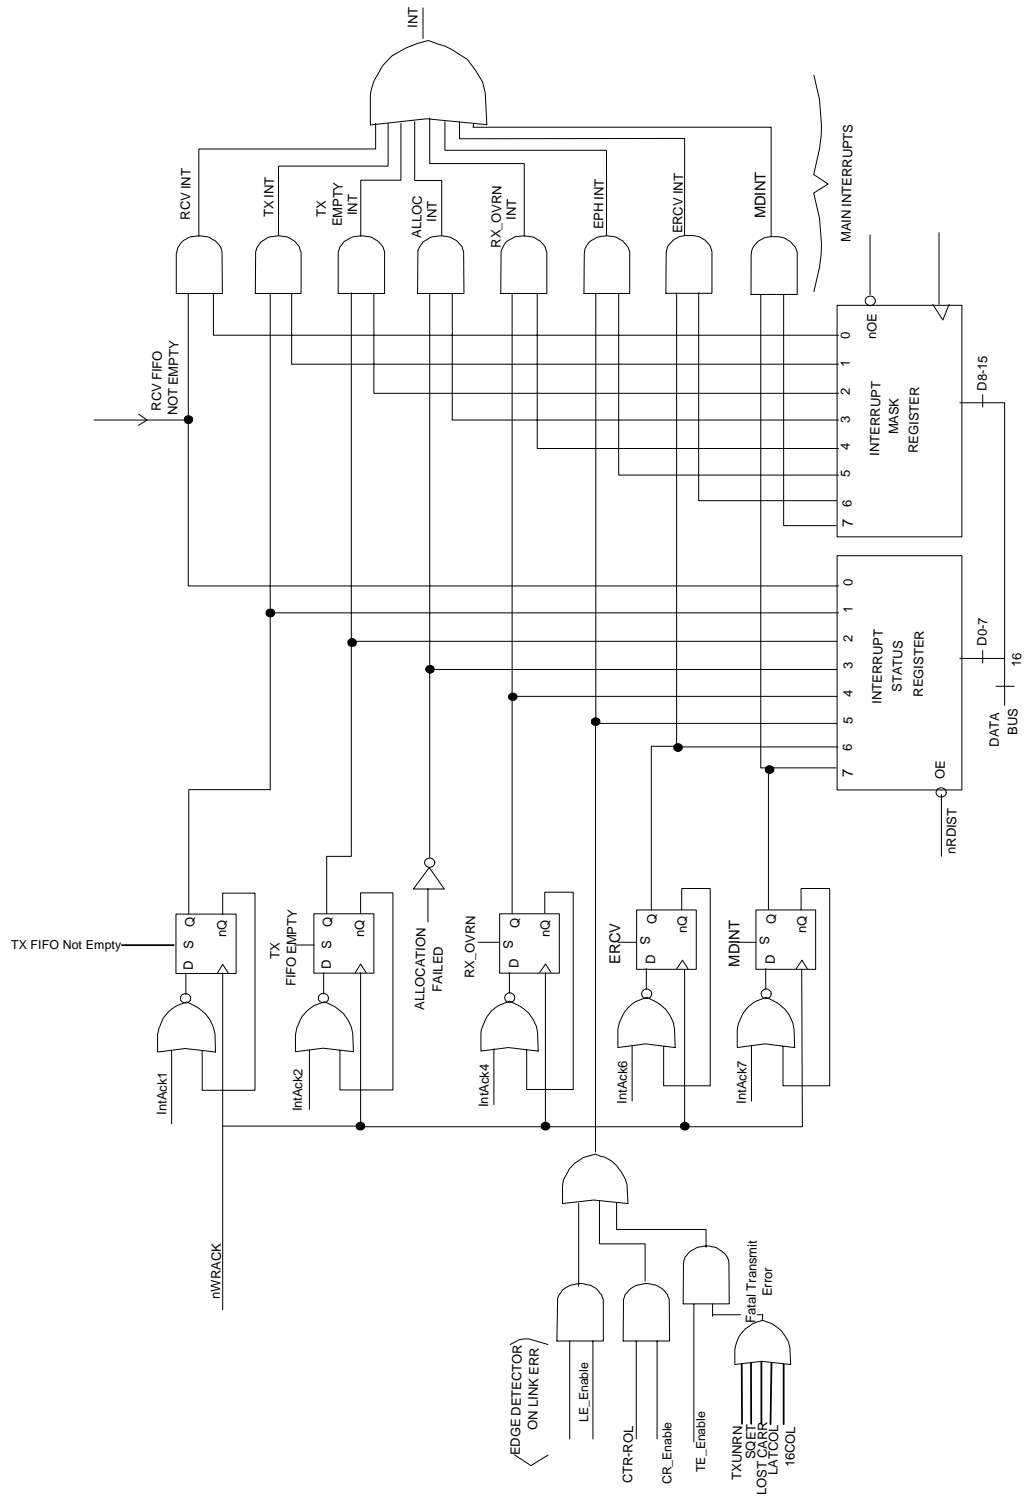 INT
RCV INT
TX INT
TX
EMPTY
INT
ALLOC
INT
RX_OVRN
INT
EPH INT
ERCV INT
MDINT
MAIN INTERRUPTS
RCV FIFO
NOT EMPTY
0
1
2
3
4
5
6
7
nOE
INTERRUPT
MASK
REGISTER
D8-15
0
1
2
3
4
5
6
7
OE
INTERRUPT
STATUS
REGISTER
D0-7
16
DATA
BUS
nRDIST
TX FIFO Not Empty
D
S
Q
nQ
IntAck1
TX
FIFO EMPTY
D
S
Q
nQ
IntAck2
ALLOCATION
FAILED
RX_OVRN
D
S
Q
nQ
IntAck4
ERCV
D
S
Q
nQ
IntAck6
MDINT
D
S
Q
nQ
IntAck7
nWRACK
EDGE DETECTOR
ON LINK ERR
LE_Enable
CTR-ROL
CR_Enable
TE_Enable
Fatal Transmit
Error
TXUNRN
SQET
LOST CARR
LATCOL
16COL